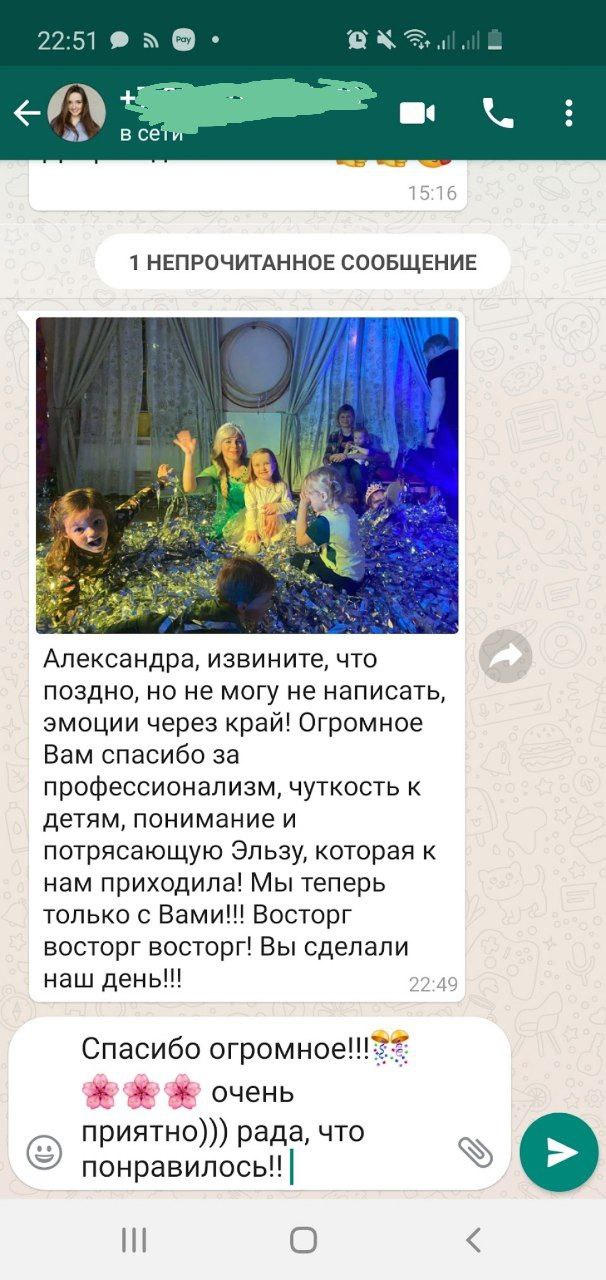 22:51
Pay
в сети
15:16
1 НЕПРОЧИТАННОЕ СООБЩЕНИЕ
Александра, извините, что
поздно, но не могу не написать,
эмоции через край! Огромное
Вам спасибо за
профессионализм, чуткость к
детям, понимание и
потрясающую Эльзу, которая к
нам приходила! Мы теперь
только с Вами!!! Восторг
восторг восторг! Вы сделали
наш день!!!
22:49
Спасибо огромное!!!🎊
🌸🌸🌸 очень
приятно))) рада, что
понравилось!!